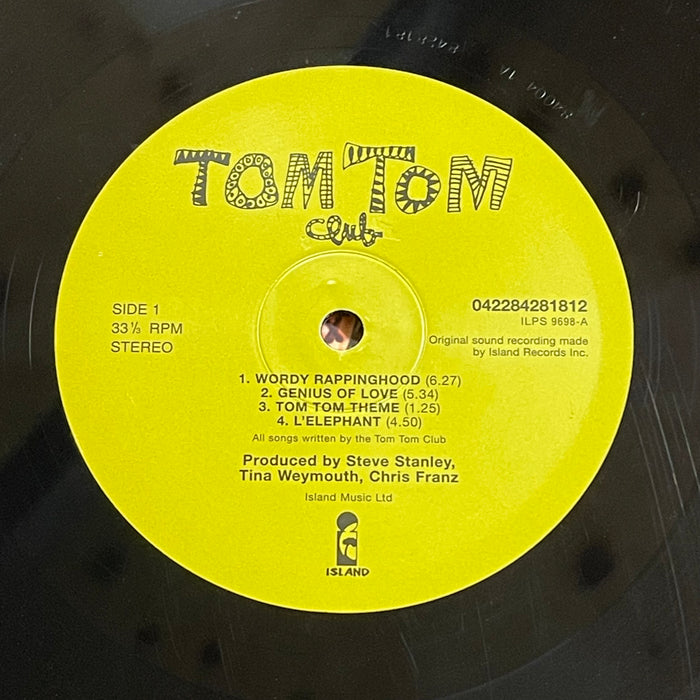 TOM TOM
Club
SIDE 1
33⅓ RPM
STEREO
042284281812
ILPS 9698-A
Original sound recording made
by Island Records Inc.
1. WORDY RAPPINGHOOD (6.27)
2. GENIUS OF LOVE (5.34)
3. TOM TOM THEME (1.25)
4. L'ELEPHANT (4.50)
All songs written by the Tom Tom Club
Produced by Steve Stanley,
Tina Weymouth, Chris Franz
Island Music Ltd
ISLAND